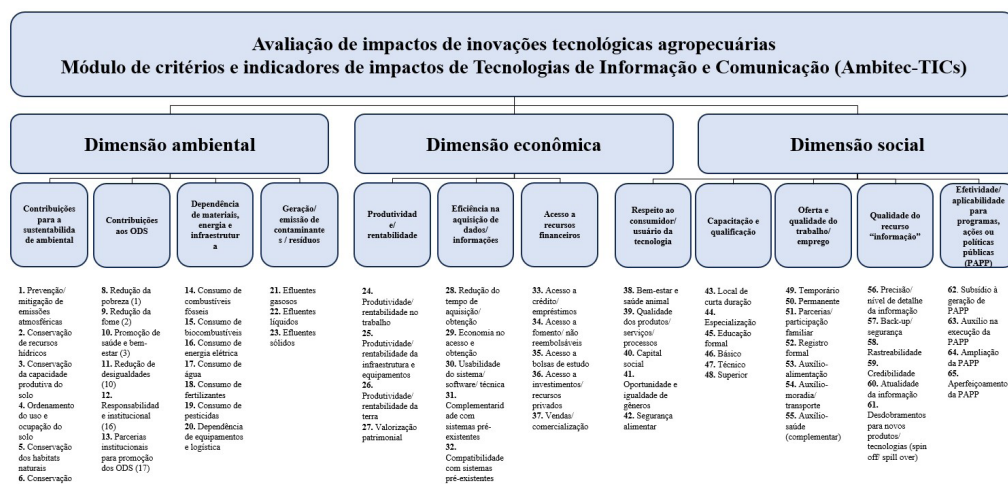 Avaliação de impactos de inovações tecnológicas agropecuárias
Módulo de critérios e indicadores de impactos de Tecnologias de Informação e Comunicação (Ambitec-TICs)
Dimensão ambiental
Dimensão econômica
Dimensão social
Contribuições
para a
sustentabilida
de ambiental
Contribuições
aos ODS
Dependência
de materiais,
energia e
infraestrutur
a
Geração/
emissão de
contaminante
s / resíduos
Produtividad
e/
rentabilidade
Eficiência na
aquisição de
dados/
informações
Acesso a
recursos
financeiros
Respeito ao
consumidor/
usuário da
tecnologia
Capacitação e
qualificação
Oferta e
qualidade do
trabalho/
emprego
Qualidade do
recurso
“informação”
Efetividade/
aplicabilidade
para
programas,
ações ou
políticas
públicas
(PAPP)
1. Prevenção/
mitigação de
emissões
atmosféricas
2. Conservação
de recursos
hídricos
3. Conservação
da capacidade
produtiva do
solo
4. Ordenamento
do uso e
ocupação do
solo
5. Conservação
dos habitats
naturais
6. Conservação
8. Redução da
pobreza (1)
9. Redução da
fome (2)
10. Promoção de
saúde e bem-
estar (3)
11. Redução de
desigualdades
(10)
12.
Responsabilidad
e institucional
(16)
13. Parcerias
institucionais
para promoção
dos ODS (17)
14. Consumo de
combustíveis
fósseis
15. Consumo de
biocombustíveis
16. Consumo de
energia elétrica
17. Consumo de
água
18. Consumo de
fertilizantes
19. Consumo de
pesticidas
20. Dependência
de equipamentos
e logística
21. Efluentes
gasosos
22. Efluentes
líquidos
23. Efluentes
sólidos
24.
Produtividade/
rentabilidade no
trabalho
25.
Produtividade/
rentabilidade da
infraestrutura e
equipamentos
26.
Produtividade/
rentabilidade da
terra
27. Valorização
patrimonial
28. Redução do
tempo de
aquisição/
obtenção
29. Economia no
acesso e
obtenção
30. Usabilidade
do sistema/
software/ técnica
31.
Complementarid
ade com
sistemas pré-
existentes
32.
Compatibilidade
com sistemas
pré-existentes
33. Acesso a
crédito/
empréstimos
34. Acesso a
fomento/ não
reembolsáveis
35. Acesso a
bolsas de estudo
36. Acesso a
investimentos/
recursos
privados
37. Vendas/
comercialização
38. Bem-estar e
saúde animal
39. Qualidade
dos produtos/
serviços/
processos
40. Capital
social
41.
Oportunidade e
igualdade de
gêneros
42. Segurança
alimentar
43. Local de
curta duração
44.
Especialização
45. Educação
formal
46. Básico
47. Técnico
48. Superior
49. Temporário
50. Permanente
51. Parcerias/
participação
familiar
52. Registro
formal
53. Auxílio-
alimentação
54. Auxílio-
moradia/
transporte
55. Auxílio-
saúde
(complementar)
56. Precisão/
nível de detalhe
da informação
57. Back-up/
segurança
58.
Rastreabilidade
59.
Credibilidade
60. Atualidade
da informação
61.
Desdobramentos
para novos
produtos/
tecnologias (spin
off/ spill over)
62. Subsídio à
geração de
PAPP
63. Auxílio na
execução da
PAPP
64. Ampliação
da PAPP
65.
Aperfeiçoamento
da PAPP